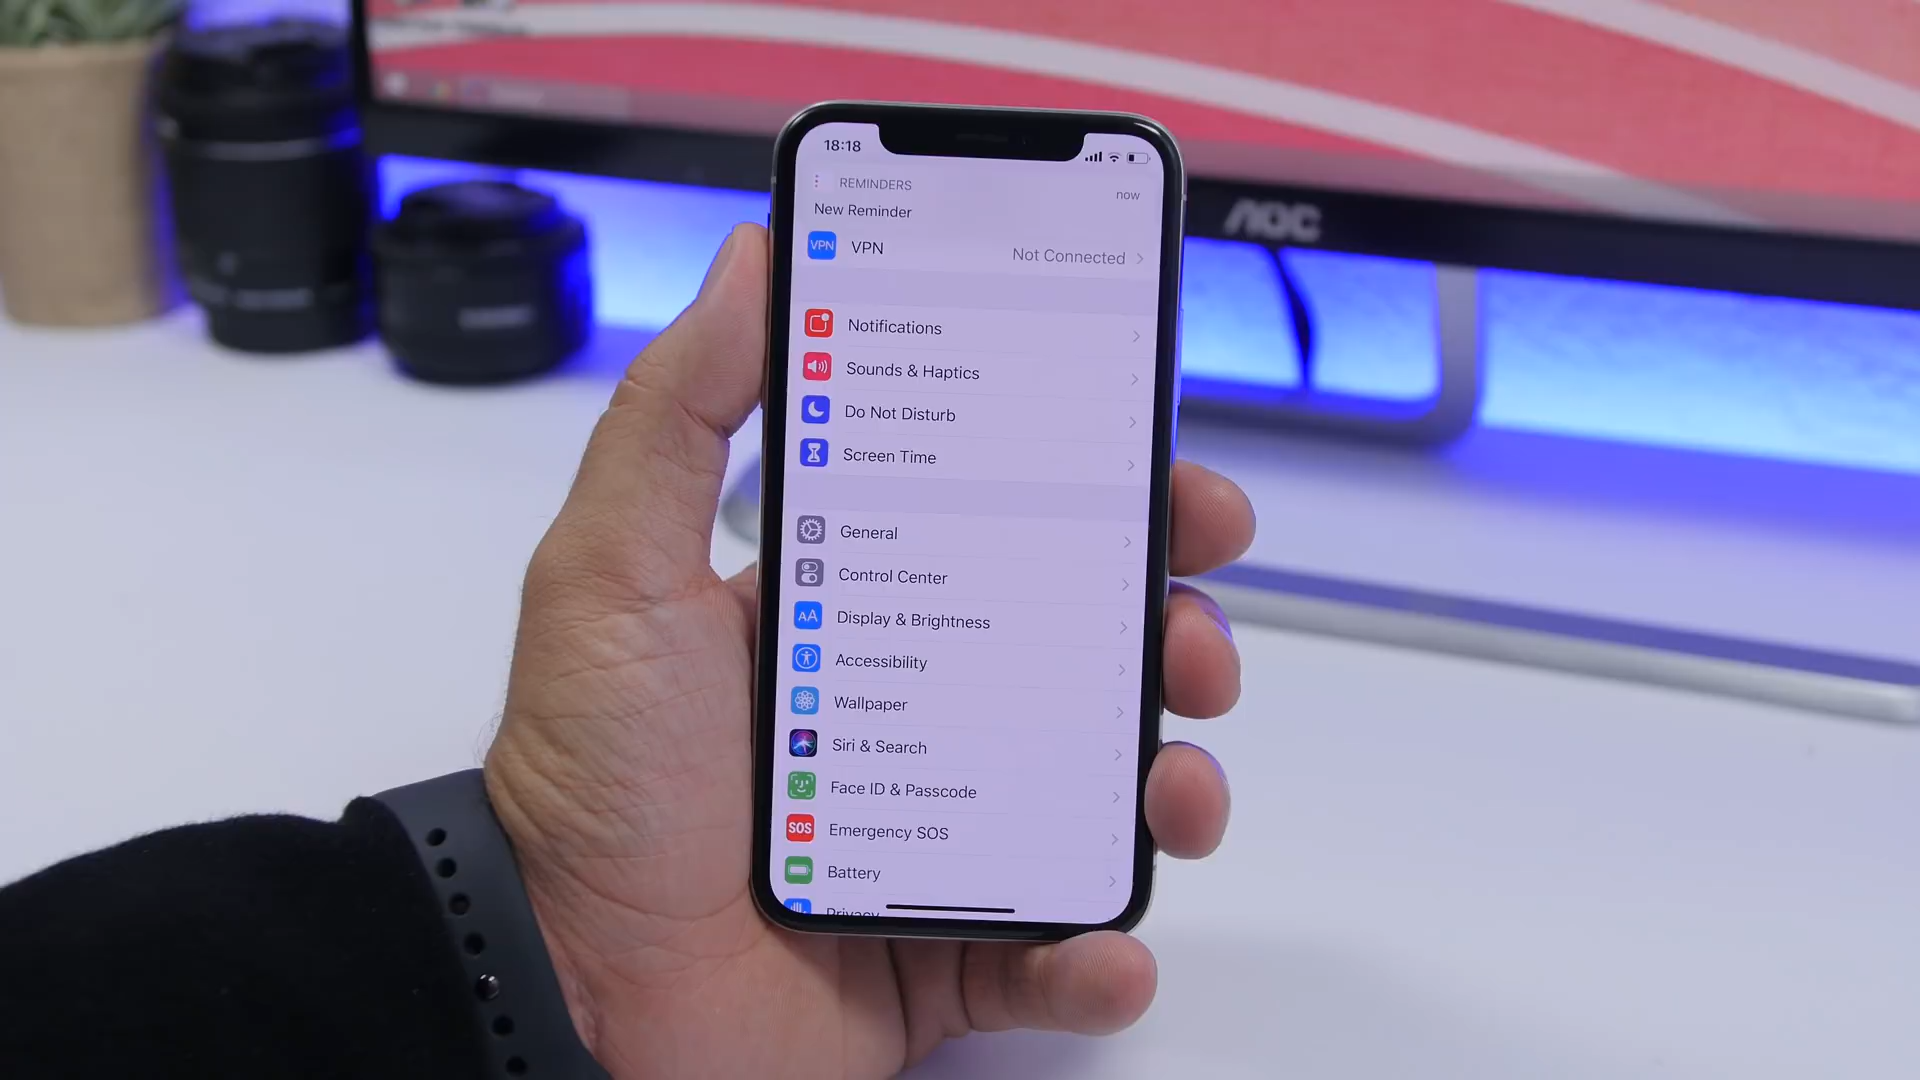 AOC
18:18
REMINDERS
now
New Reminder
VPN VPN Not Connected
Notifications
Sounds & Haptics
Do Not Disturb
Screen Time
General
Control Center
AA Display & Brightness
Accessibility
Wallpaper
Siri & Search
Face ID & Passcode
SOS Emergency SOS
Battery
Privacy